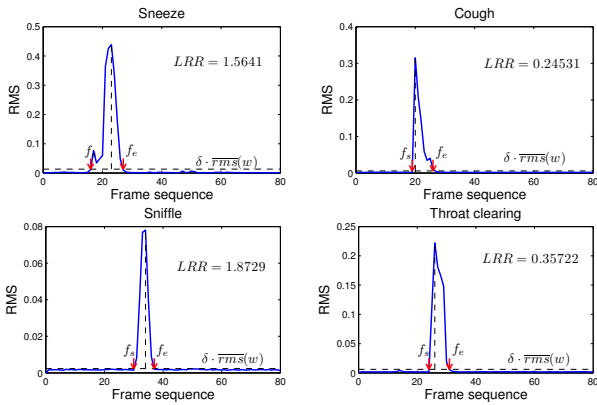 Sneeze
0.5
0.4
0.3
0.2
0.1
0
RMS
LRR = 1.5641
f_s
f_e
δ · \overline{rms}(w)
0 20 40 60 80
Frame sequence
Cough
0.4
0.3
0.2
0.1
0
RMS
LRR = 0.24531
f_s
f_e
δ · \overline{rms}(w)
0 20 40 60 80
Frame sequence
Sniffle
0.08
0.06
0.04
0.02
0
RMS
LRR = 1.8729
f_s
f_e
δ · \overline{rms}(w)
0 20 40 60 80
Frame sequence
Throat clearing
0.25
0.2
0.15
0.1
0.05
0
RMS
LRR = 0.35722
f_s
f_e
δ · \overline{rms}(w)
0 20 40 60 80
Frame sequence